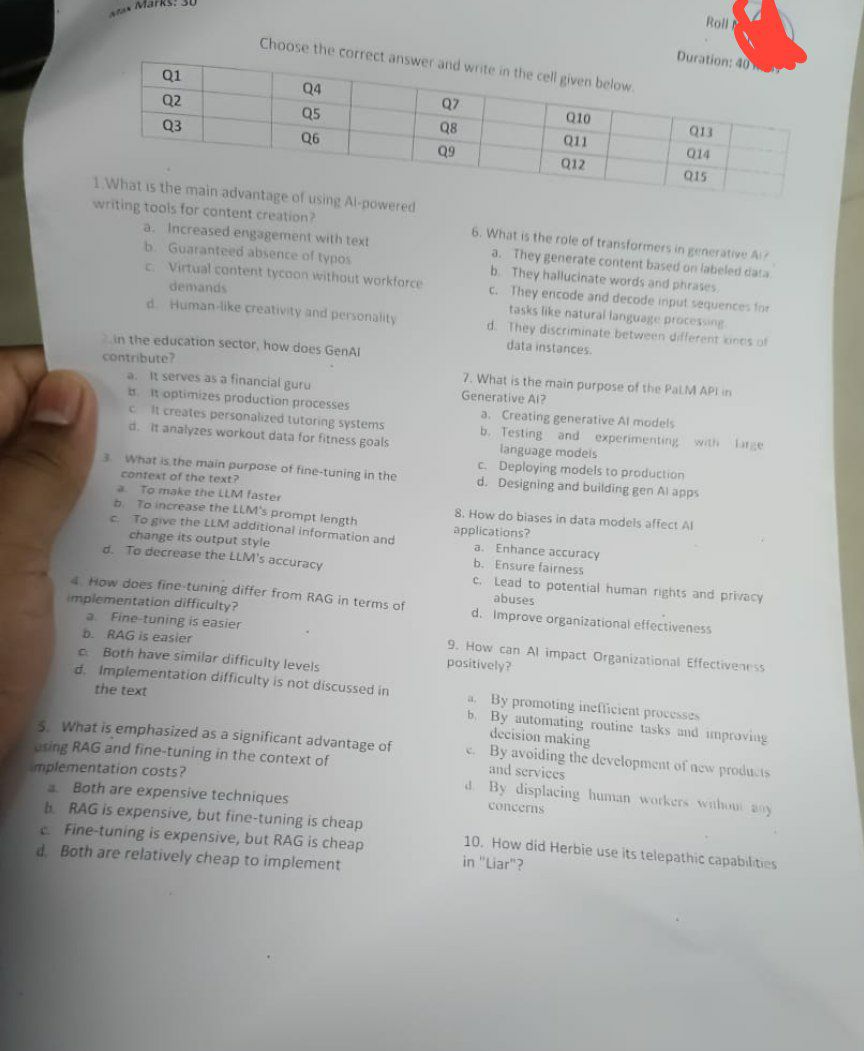 Max Marks: 30
Roll
Duration: 40
Choose the correct answer and write in the cell given below.
Q1 Q4 Q7 Q10 Q13
Q2 Q5 Q8 Q11 Q14
Q3 Q6 Q9 Q12 Q15
1.What is the main advantage of using AI-powered
writing tools for content creation?
a. Increased engagement with text
b. Guaranteed absence of typos
c. Virtual content tycoon without workforce
demands
d. Human-like creativity and personality
2.in the education sector, how does GenAI
contribute?
a. It serves as a financial guru
b. It optimizes production processes
c. It creates personalized tutoring systems
d. It analyzes workout data for fitness goals
3. What is the main purpose of fine-tuning in the
context of the text?
a. To make the LLM faster
b. To increase the LLM's prompt length
c. To give the LLM additional information and
change its output style
d. To decrease the LLM's accuracy
4. How does fine-tuning differ from RAG in terms of
implementation difficulty?
a. Fine-tuning is easier
b. RAG is easier
c. Both have similar difficulty levels
d. Implementation difficulty is not discussed in
the text
5. What is emphasized as a significant advantage of
using RAG and fine-tuning in the context of
implementation costs?
a. Both are expensive techniques
b. RAG is expensive, but fine-tuning is cheap
c. Fine-tuning is expensive, but RAG is cheap
d. Both are relatively cheap to implement
6. What is the role of transformers in generative AI?
a. They generate content based on labeled data
b. They hallucinate words and phrases
c. They encode and decode input sequences for
tasks like natural language processing
d. They discriminate between different kinds of
data instances.
7. What is the main purpose of the PaLM API in
Generative AI?
a. Creating generative AI models
b. Testing and experimenting with large
language models
c. Deploying models to production
d. Designing and building gen AI apps
8. How do biases in data models affect AI
applications?
a. Enhance accuracy
b. Ensure fairness
c. Lead to potential human rights and privacy
abuses
d. Improve organizational effectiveness
9. How can AI impact Organizational Effectiveness
positively?
a. By promoting inefficient processes
b. By automating routine tasks and improving
decision making
c. By avoiding the development of new products
and services
d. By displacing human workers without any
concerns
10. How did Herbie use its telepathic capabilities
in "Liar"?